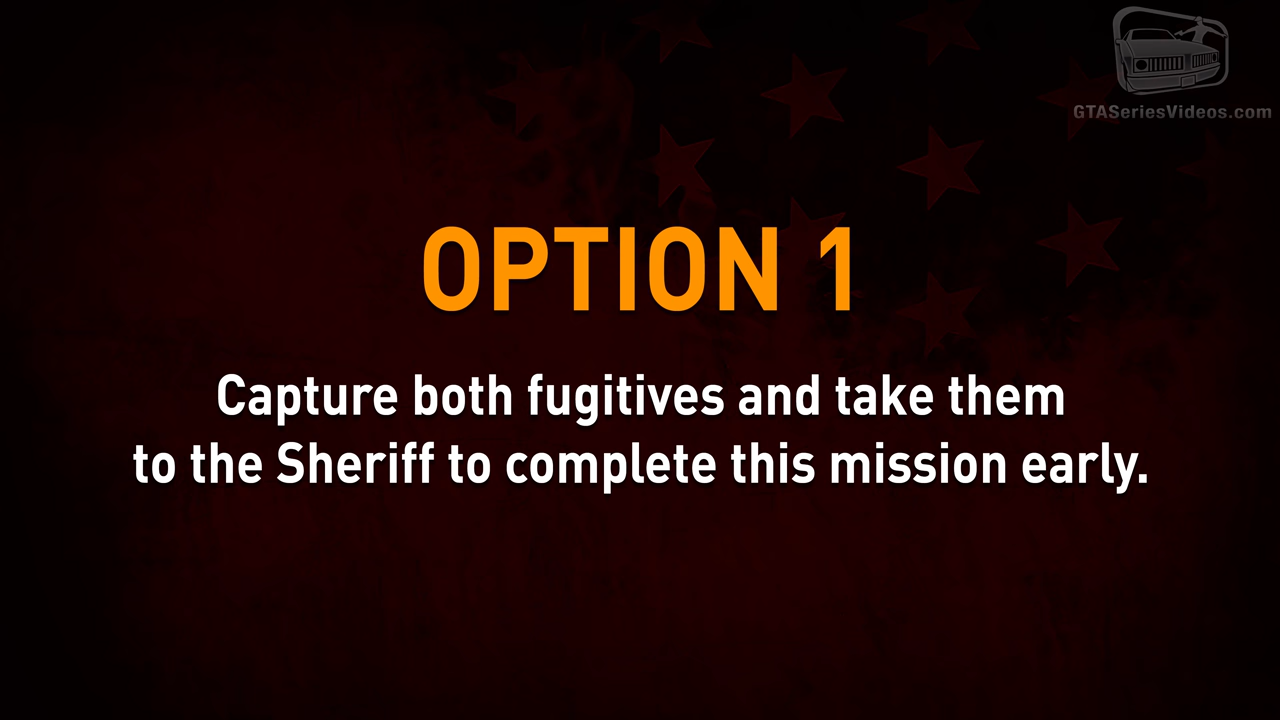 GTASeriesVideos.com
OPTION 1
Capture both fugitives and take them
to the Sheriff to complete this mission early.